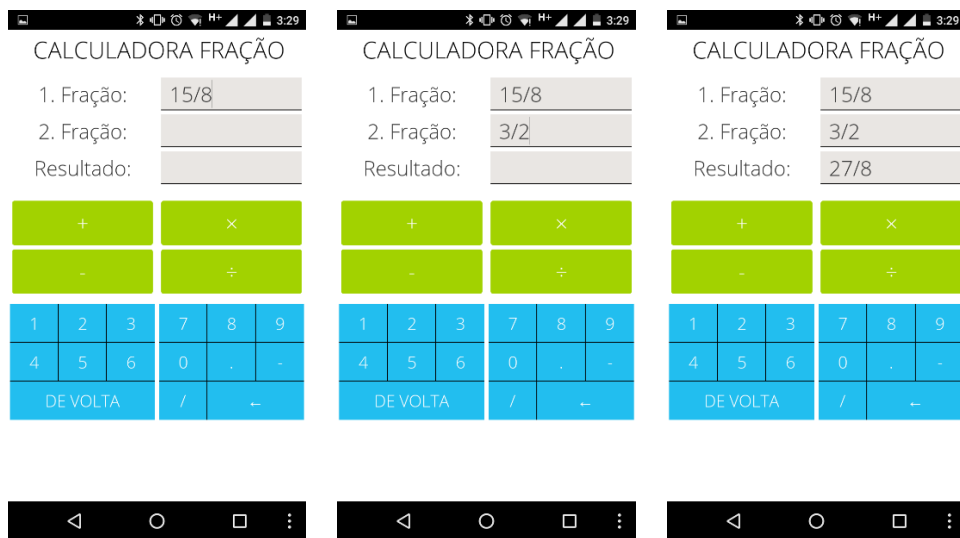 H+ 3:29
CALCULADORA FRAÇÃO
1. Fração: 15/8
2. Fração:
Resultado:
+ ×
- ÷
1 2 3 7 8 9
4 5 6 0 . -
DE VOLTA / ←
H+ 3:29
CALCULADORA FRAÇÃO
1. Fração: 15/8
2. Fração: 3/2
Resultado:
+ ×
- ÷
1 2 3 7 8 9
4 5 6 0 . -
DE VOLTA / ←
H+ 3:29
CALCULADORA FRAÇÃO
1. Fração: 15/8
2. Fração: 3/2
Resultado: 27/8
+ ×
- ÷
1 2 3 7 8 9
4 5 6 0 . -
DE VOLTA / ←